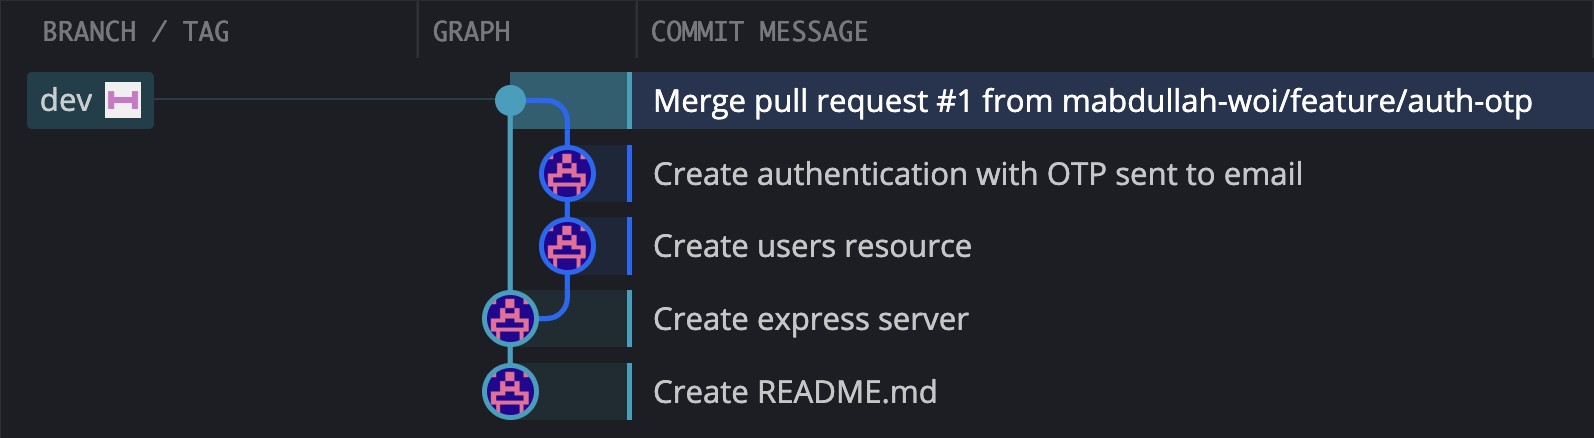 BRANCH / TAG
GRAPH
COMMIT MESSAGE
dev
Merge pull request #1 from mabdullah-woi/feature/auth-otp
Create authentication with OTP sent to email
Create users resource
Create express server
Create README.md